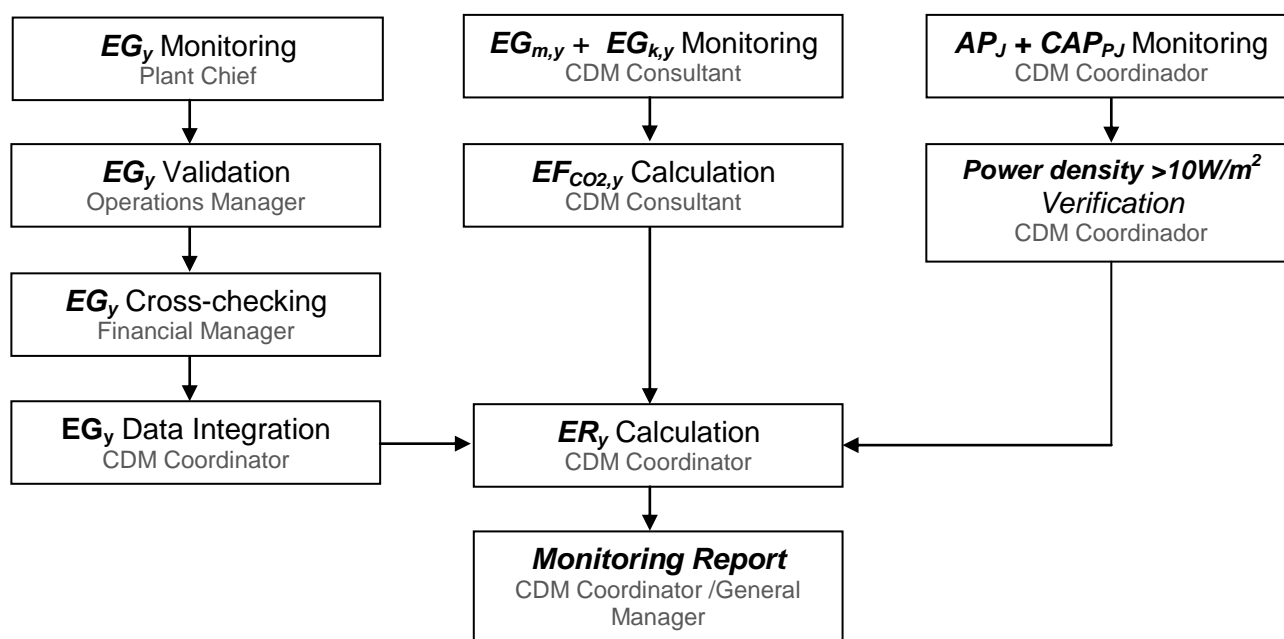 EGy Monitoring
Plant Chief
EGm,y + EGk,y Monitoring
CDM Consultant
APJ + CAPPJ Monitoring
CDM Coordinador
EGy Validation
Operations Manager
EFCO2,y Calculation
CDM Consultant
Power density >10W/m2
Verification
CDM Coordinador
EGy Cross-checking
Financial Manager
EGy Data Integration
CDM Coordinator
ERy Calculation
CDM Coordinator
Monitoring Report
CDM Coordinator /General
Manager